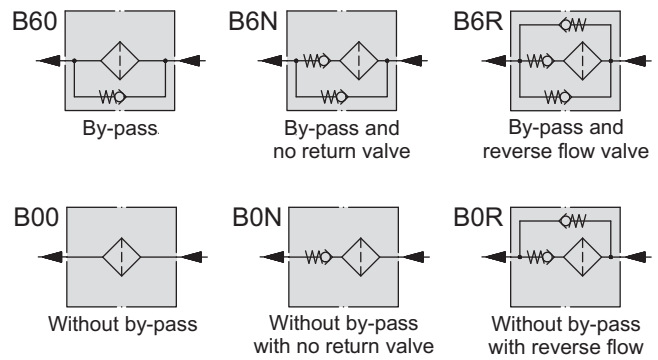 B60
B6N
B6R
By-pass
By-pass and
no return valve
By-pass and
reverse flow valve
B00
B0N
B0R
Without by-pass
Without by-pass
with no return valve
Without by-pass
with reverse flow